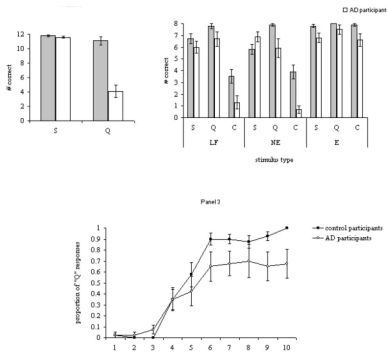 AD participant
# correct
12
10
8
6
4
2
0
S Q
# correct
8
7
6
5
4
3
2
1
0
S Q C S Q C S Q C
LF NE E
stimulus type
Panel 3
proportion of "Q" responses
1
0.9
0.8
0.7
0.6
0.5
0.4
0.3
0.2
0.1
0
1 2 3 4 5 6 7 8 9 10
control participants
AD participants